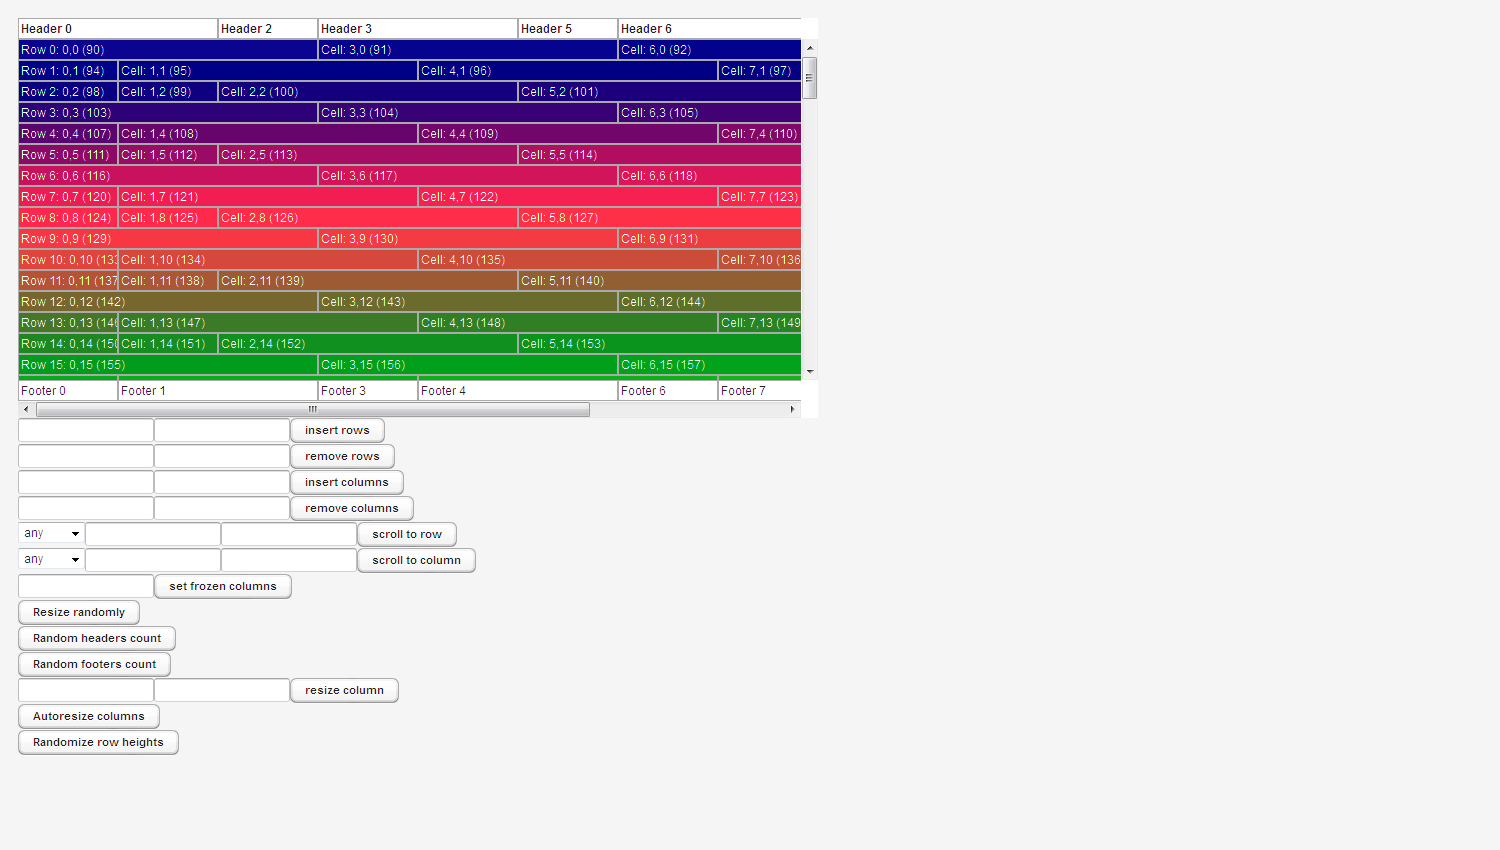 Header 0 Header 2 Header 3 Header 5 Header 6
Row 0: 0,0 (90) Cell: 3,0 (91) Cell: 6,0 (92)
Row 1: 0,1 (94) Cell: 1,1 (95) Cell: 4,1 (96) Cell: 7,1 (97)
Row 2: 0,2 (98) Cell: 1,2 (99) Cell: 2,2 (100) Cell: 5,2 (101)
Row 3: 0,3 (103) Cell: 3,3 (104) Cell: 6,3 (105)
Row 4: 0,4 (107) Cell: 1,4 (108) Cell: 4,4 (109) Cell: 7,4 (110)
Row 5: 0,5 (111) Cell: 1,5 (112) Cell: 2,5 (113) Cell: 5,5 (114)
Row 6: 0,6 (116) Cell: 3,6 (117) Cell: 6,6 (118)
Row 7: 0,7 (120) Cell: 1,7 (121) Cell: 4,7 (122) Cell: 7,7 (123)
Row 8: 0,8 (124) Cell: 1,8 (125) Cell: 2,8 (126) Cell: 5,8 (127)
Row 9: 0,9 (129) Cell: 3,9 (130) Cell: 6,9 (131)
Row 10: 0,10 (133 Cell: 1,10 (134) Cell: 4,10 (135) Cell: 7,10 (136
Row 11: 0,11 (137 Cell: 1,11 (138) Cell: 2,11 (139) Cell: 5,11 (140)
Row 12: 0,12 (142) Cell: 3,12 (143) Cell: 6,12 (144)
Row 13: 0,13 (146 Cell: 1,13 (147) Cell: 4,13 (148) Cell: 7,13 (149
Row 14: 0,14 (150 Cell: 1,14 (151) Cell: 2,14 (152) Cell: 5,14 (153)
Row 15: 0,15 (155) Cell: 3,15 (156) Cell: 6,15 (157)
Footer 0 Footer 1 Footer 3 Footer 4 Footer 6 Footer 7
insert rows
remove rows
insert columns
remove columns
any scroll to row
any scroll to column
set frozen columns
Resize randomly
Random headers count
Random footers count
resize column
Autoresize columns
Randomize row heights